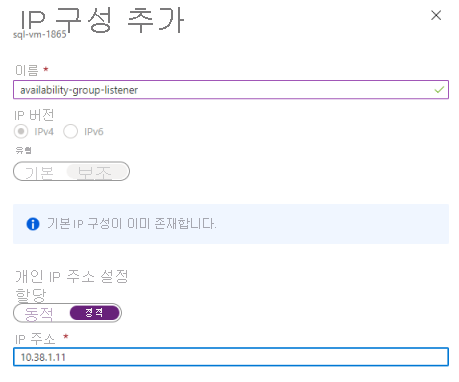 IP 구성 추가
sql-vm-1865
이름 *
availability-group-listener
IP 버전
IPv4 IPv6
유형
기본 보조
기본 IP 구성이 이미 존재합니다.
개인 IP 주소 설정
할당
동적 정적
IP 주소 *
10.38.1.11